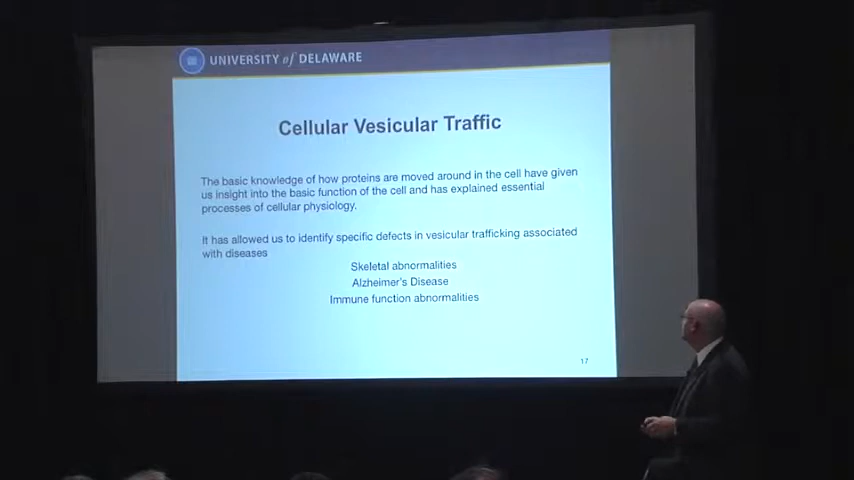 UNIVERSITY of DELAWARE
Cellular Vesicular Traffic
The basic knowledge of how proteins are moved around in the cell have given
us insight into the basic function of the cell and has explained essential
processes of cellular physiology.
It has allowed us to identify specific defects in vesicular trafficking associated
with diseases
Skeletal abnormalities
Alzheimer's Disease
Immune function abnormalities
17